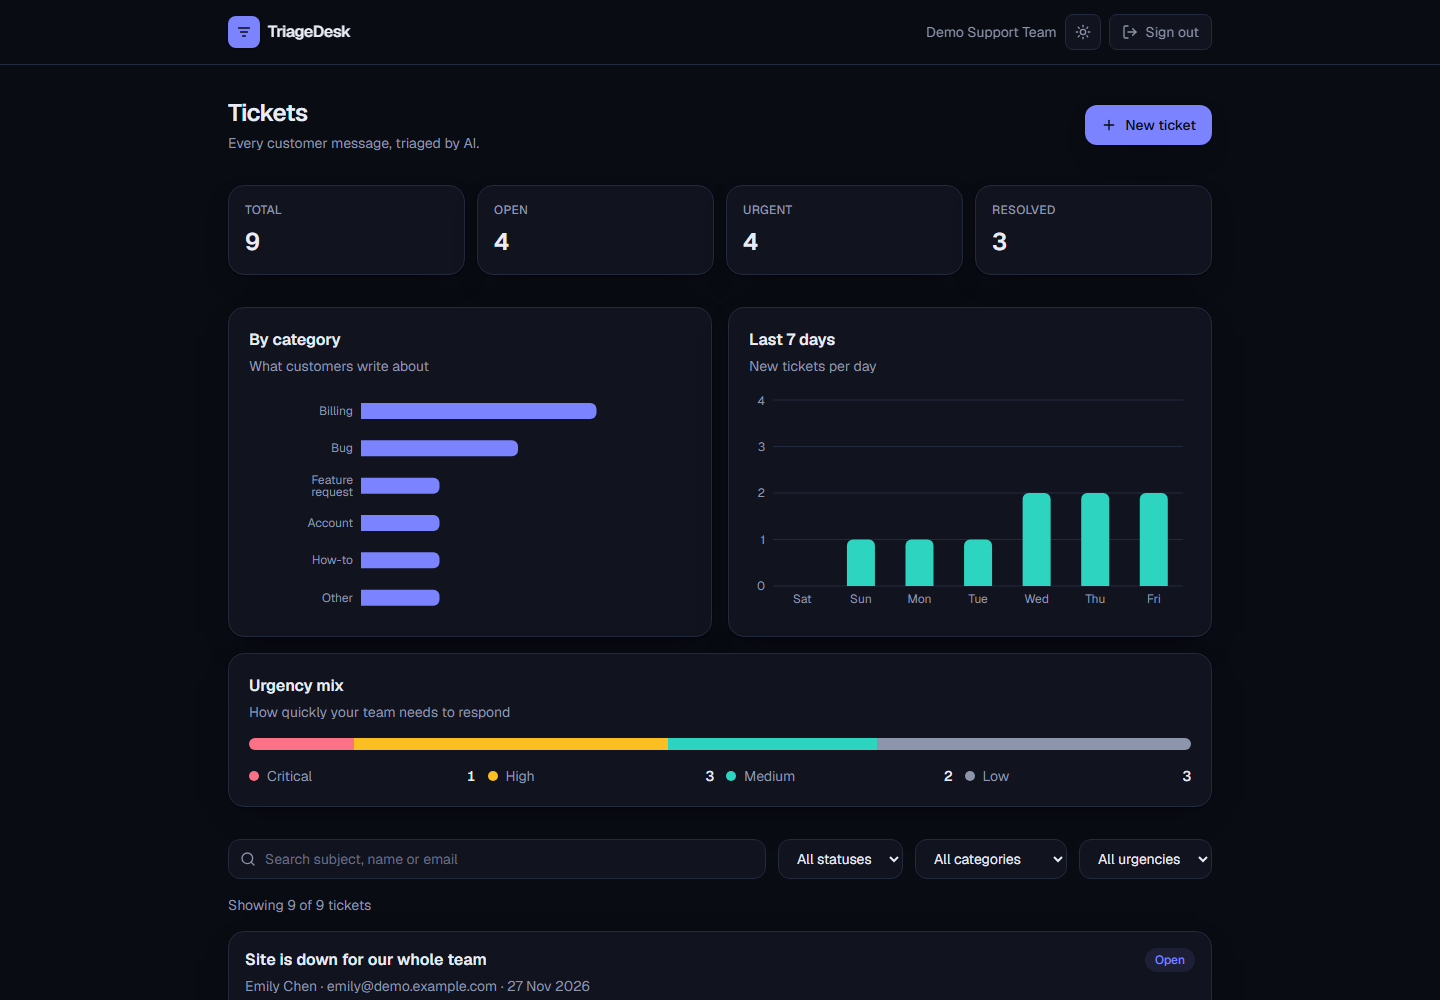 TriageDesk
Demo Support Team
Sign out
Tickets
Every customer message, triaged by AI.
New ticket
TOTAL
9
OPEN
4
URGENT
4
RESOLVED
3
By category
What customers write about
Billing
Bug
Feature
request
Account
How-to
Other
Last 7 days
New tickets per day
4
3
2
1
0
Sat Sun Mon Tue Wed Thu Fri
Urgency mix
How quickly your team needs to respond
Critical 1 High 3 Medium 2 Low 3
Search subject, name or email
All statuses
All categories
All urgencies
Showing 9 of 9 tickets
Site is down for our whole team
Open
Emily Chen · emily@demo.example.com · 27 Nov 2026